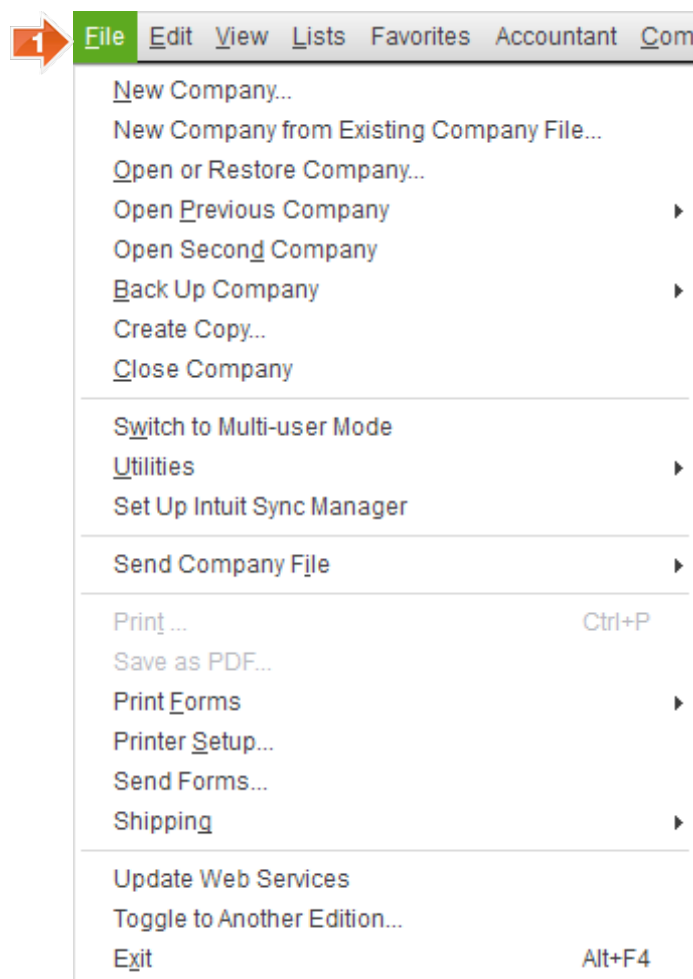 1 File Edit View Lists Favorites Accountant Com
New Company...
New Company from Existing Company File...
Open or Restore Company...
Open Previous Company
Open Second Company
Back Up Company
Create Copy...
Close Company
Switch to Multi-user Mode
Utilities
Set Up Intuit Sync Manager
Send Company File
Print ... Ctrl+P
Save as PDF...
Print Forms
Printer Setup...
Send Forms...
Shipping
Update Web Services
Toggle to Another Edition...
Exit Alt+F4